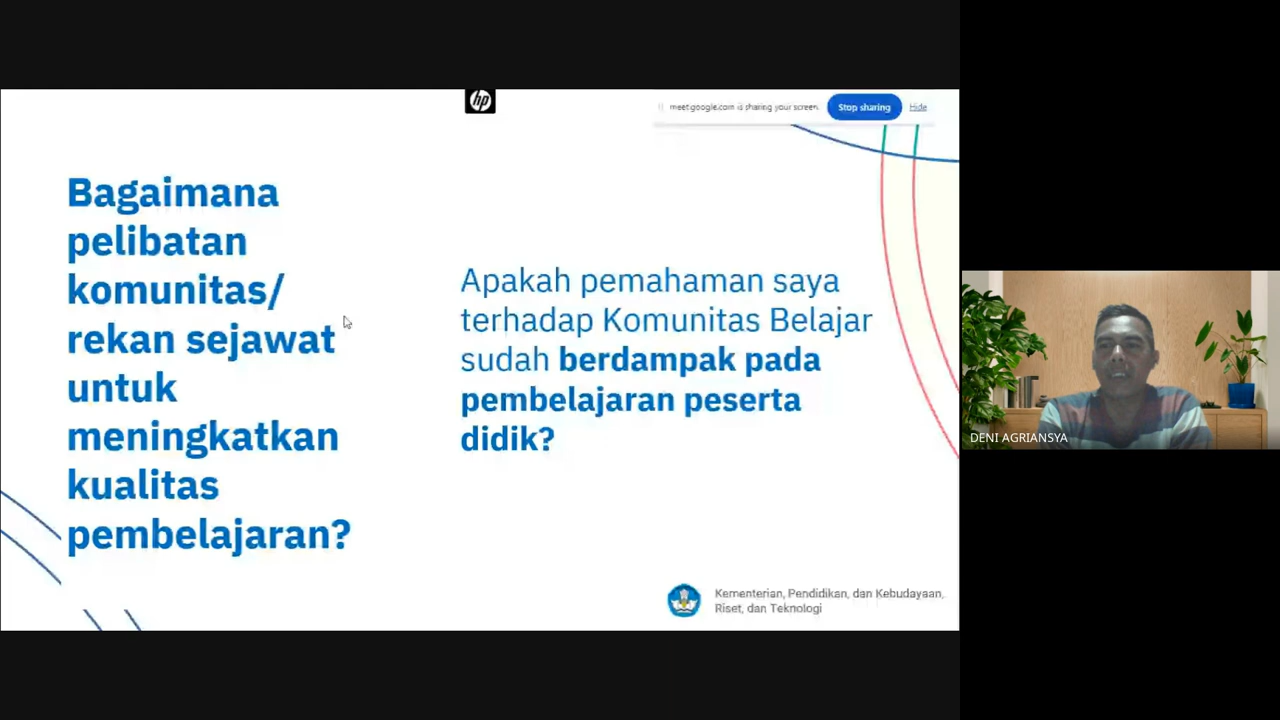 hp
meet.google.com is sharing your screen.
Stop sharing
Hide
Bagaimana
pelibatan
komunitas/
rekan sejawat
untuk
meningkatkan
kualitas
pembelajaran?
Apakah pemahaman saya
terhadap Komunitas Belajar
sudah berdampak pada
pembelajaran peserta
didik?
DENI AGRIANSYA
Kementerian, Pendidikan, dan Kebudayaan,
Riset, dan Teknologi